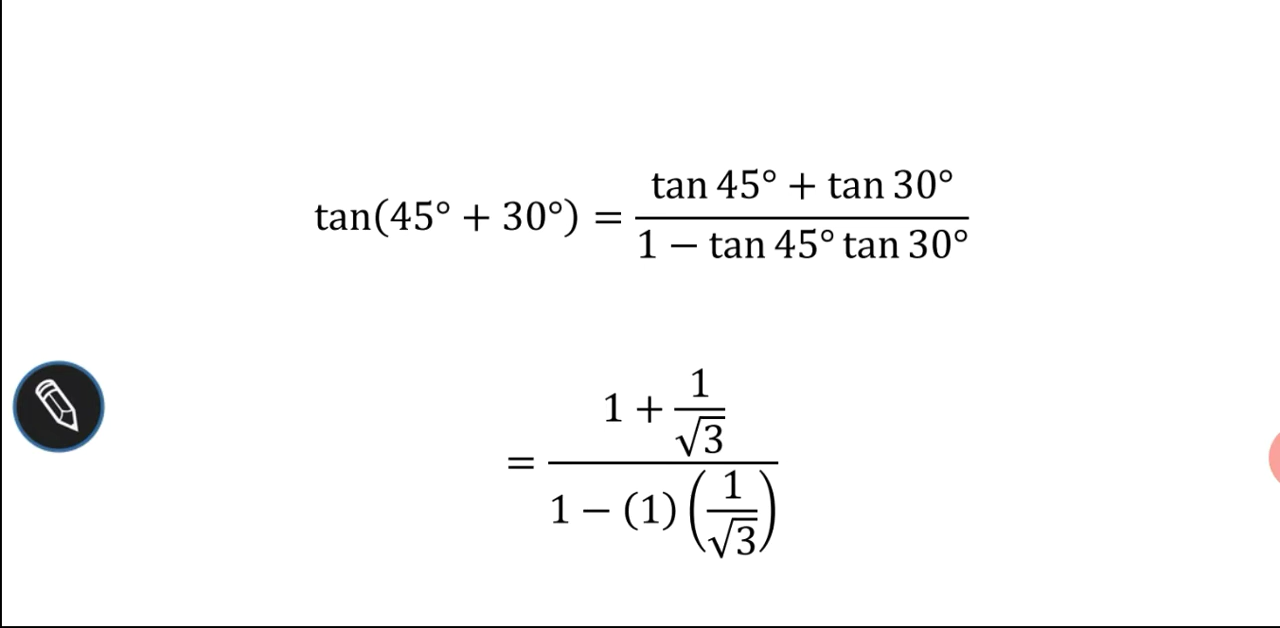 tan(45° + 30°) = (tan 45° + tan 30°) / (1 − tan 45° tan 30°)
= (1 + 1/√3) / (1 − (1)(1/√3))